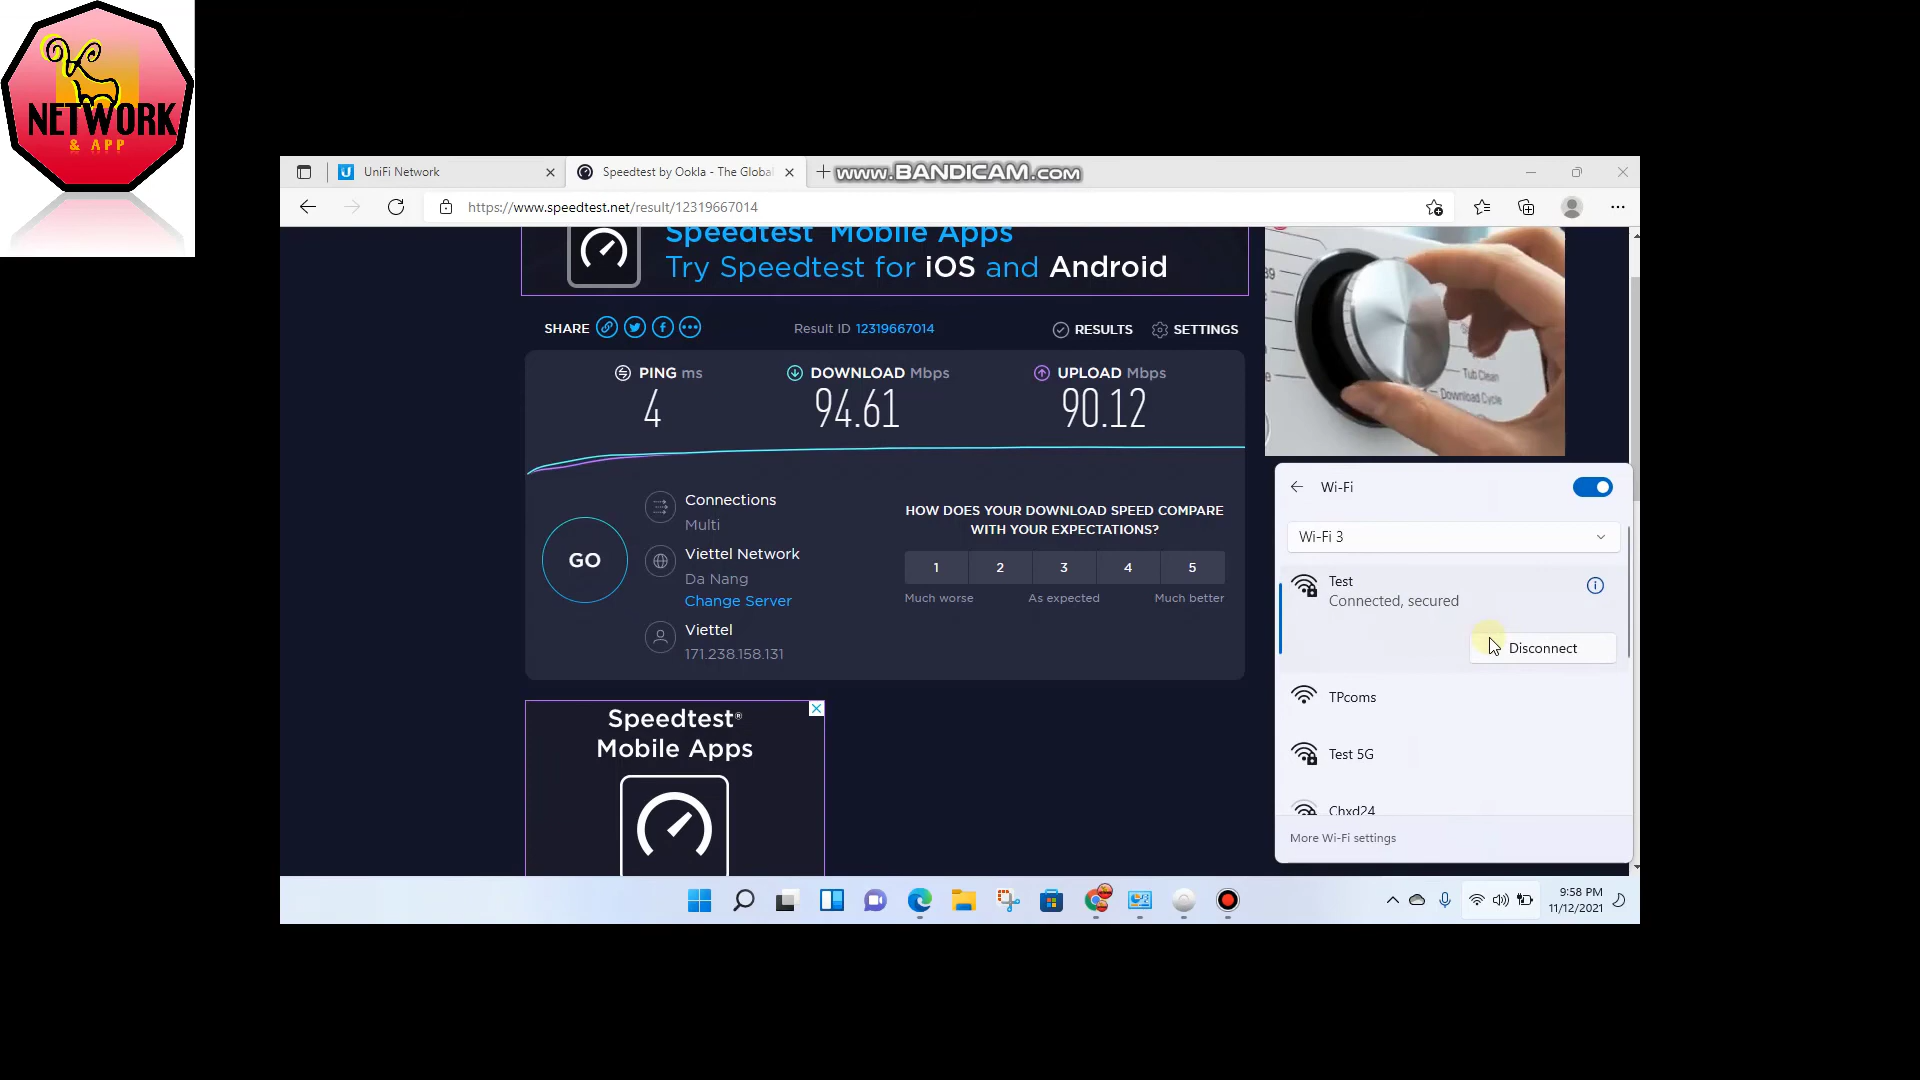 NETWORK
& APP
UniFi Network
Speedtest by Ookla - The Global
www.BANDICAM.com
https://www.speedtest.net/result/12319667014
Speedtest® Mobile Apps
Try Speedtest for iOS and Android
SHARE
Result ID 12319667014
RESULTS
SETTINGS
PING ms
4
DOWNLOAD Mbps
94.61
UPLOAD Mbps
90.12
GO
Connections
Multi
Viettel Network
Da Nang
Change Server
Viettel
171.238.158.131
HOW DOES YOUR DOWNLOAD SPEED COMPARE
WITH YOUR EXPECTATIONS?
1 2 3 4 5
Much worse As expected Much better
Speedtest®
Mobile Apps
Tub Clean
Download Cycle
Wi-Fi
Wi-Fi 3
Test
Connected, secured
Disconnect
TPcoms
Test 5G
Chxd24
More Wi-Fi settings
9:58 PM
11/12/2021